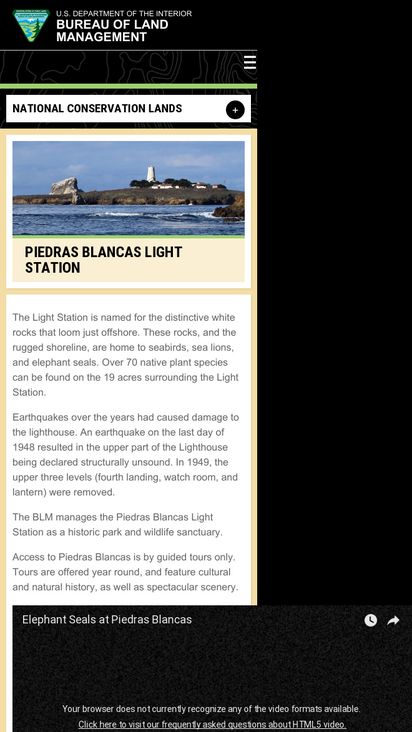 U.S. DEPARTMENT OF THE INTERIOR
BUREAU OF LAND
MANAGEMENT
NATIONAL CONSERVATION LANDS
+
PIEDRAS BLANCAS LIGHT
STATION
The Light Station is named for the distinctive white
rocks that loom just offshore. These rocks, and the
rugged shoreline, are home to seabirds, sea lions,
and elephant seals. Over 70 native plant species
can be found on the 19 acres surrounding the Light
Station.
Earthquakes over the years had caused damage to
the lighthouse. An earthquake on the last day of
1948 resulted in the upper part of the Lighthouse
being declared structurally unsound. In 1949, the
upper three levels (fourth landing, watch room, and
lantern) were removed.
The BLM manages the Piedras Blancas Light
Station as a historic park and wildlife sanctuary.
Access to Piedras Blancas is by guided tours only.
Tours are offered year round, and feature cultural
and natural history, as well as spectacular scenery.
Elephant Seals at Piedras Blancas
Your browser does not currently recognize any of the video formats available.
Click here to visit our frequently asked questions about HTML5 video.